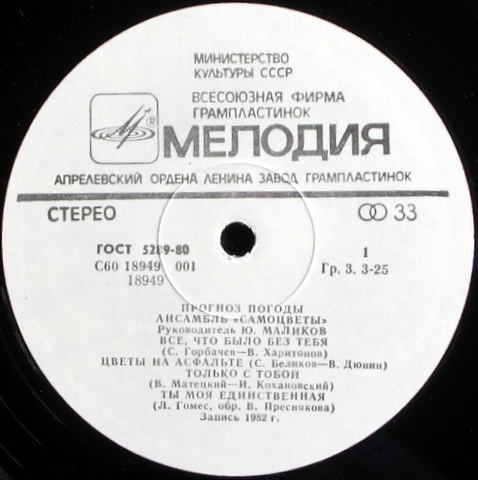 МИНИСТЕРСТВО
КУЛЬТУРЫ СССР
ВСЕСОЮЗНАЯ ФИРМА
ГРАМПЛАСТИНОК
® МЕЛОДИЯ
АПРЕЛЕВСКИЙ ОРДЕНА ЛЕНИНА ЗАВОД ГРАМПЛАСТИНОК
СТЕРЕО 33
ГОСТ 5289-80 1
С60 18949 001 Гр. 3. 3-25
18949
ПРОГНОЗ ПОГОДЫ
АНСАМБЛЬ «САМОЦВЕТЫ»
Руководитель Ю. МАЛИКОВ
ВСЕ, ЧТО БЫЛО БЕЗ ТЕБЯ
(С. Горбачев—В. Харитонов)
ЦВЕТЫ НА АСФАЛЬТЕ (С. Беликов—В. Дюнин)
ТОЛЬКО С ТОБОЙ
(В. Матецкий—И. Кохановский)
ТЫ МОЯ ЕДИНСТВЕННАЯ
(Л. Гомес, обр. В. Преснякова)
Запись 1982 г.